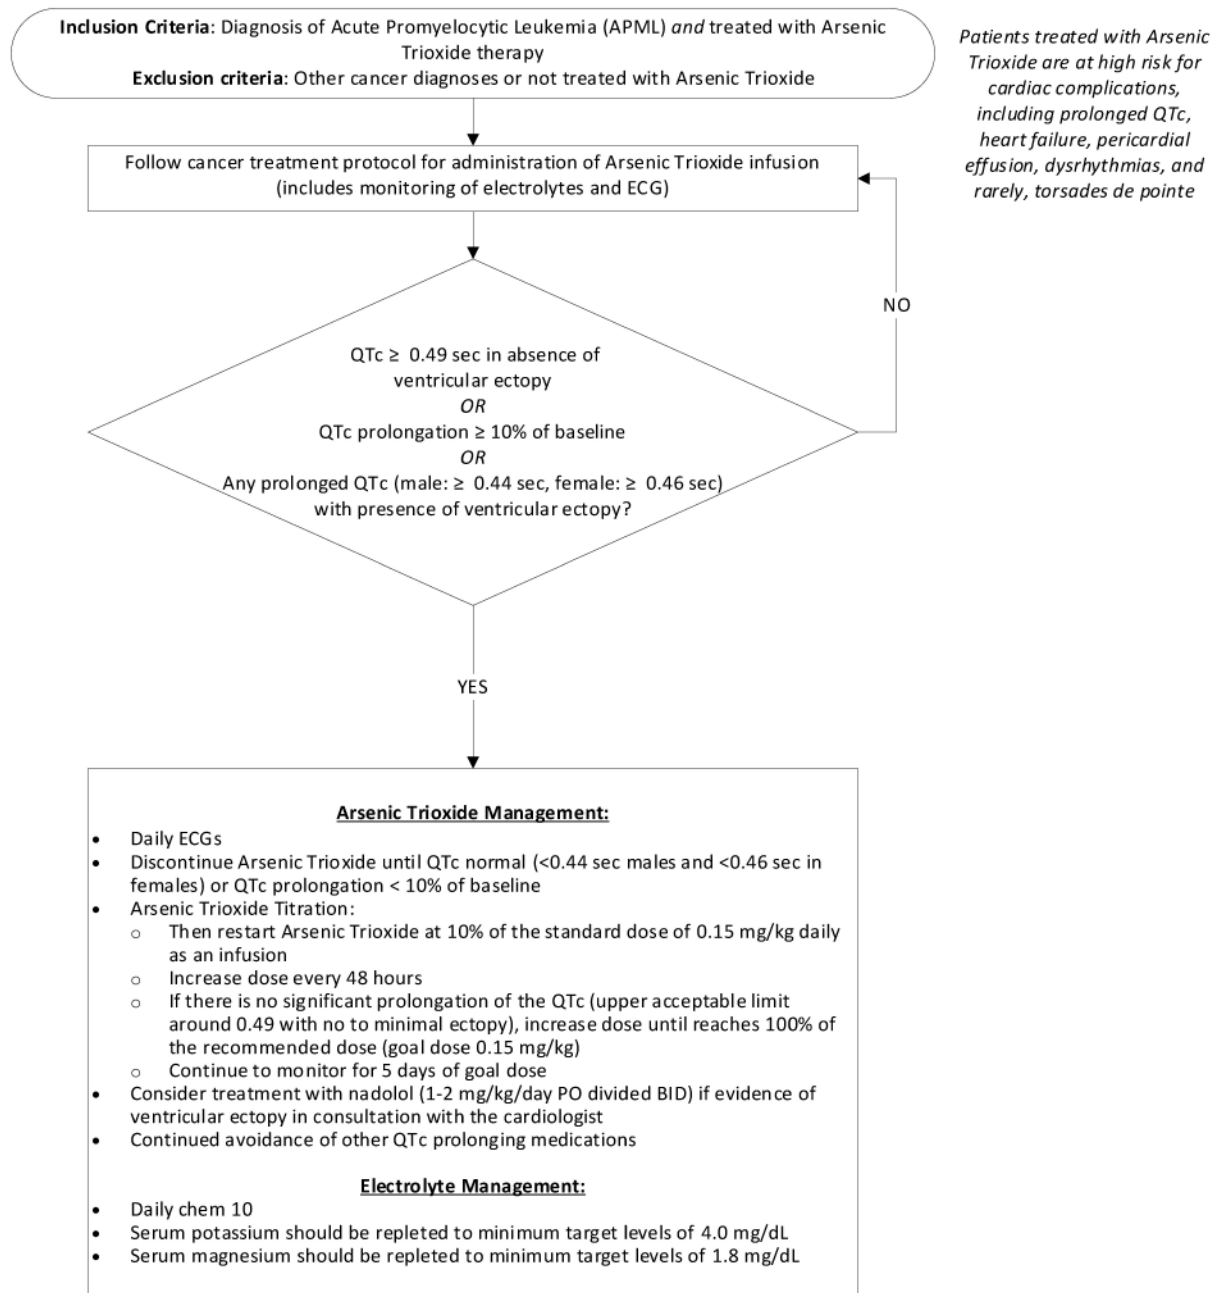 Inclusion Criteria: Diagnosis of Acute Promyelocytic Leukemia (APML) and treated with Arsenic
Trioxide therapy
Exclusion criteria: Other cancer diagnoses or not treated with Arsenic Trioxide
Patients treated with Arsenic
Trioxide are at high risk for
cardiac complications,
including prolonged QTc,
heart failure, pericardial
effusion, dysrhythmias, and
rarely, torsades de pointe
Follow cancer treatment protocol for administration of Arsenic Trioxide infusion
(includes monitoring of electrolytes and ECG)
NO
QTc ≥ 0.49 sec in absence of
ventricular ectopy
OR
QTc prolongation ≥ 10% of baseline
OR
Any prolonged QTc (male: ≥ 0.44 sec, female: ≥ 0.46 sec)
with presence of ventricular ectopy?
YES
Arsenic Trioxide Management:
• Daily ECGs
• Discontinue Arsenic Trioxide until QTc normal (<0.44 sec males and <0.46 sec in
females) or QTc prolongation < 10% of baseline
• Arsenic Trioxide Titration:
o Then restart Arsenic Trioxide at 10% of the standard dose of 0.15 mg/kg daily
as an infusion
o Increase dose every 48 hours
o If there is no significant prolongation of the QTc (upper acceptable limit
around 0.49 with no to minimal ectopy), increase dose until reaches 100% of
the recommended dose (goal dose 0.15 mg/kg)
o Continue to monitor for 5 days of goal dose
• Consider treatment with nadolol (1-2 mg/kg/day PO divided BID) if evidence of
ventricular ectopy in consultation with the cardiologist
• Continued avoidance of other QTc prolonging medications
Electrolyte Management:
• Daily chem 10
• Serum potassium should be repleted to minimum target levels of 4.0 mg/dL
• Serum magnesium should be repleted to minimum target levels of 1.8 mg/dL